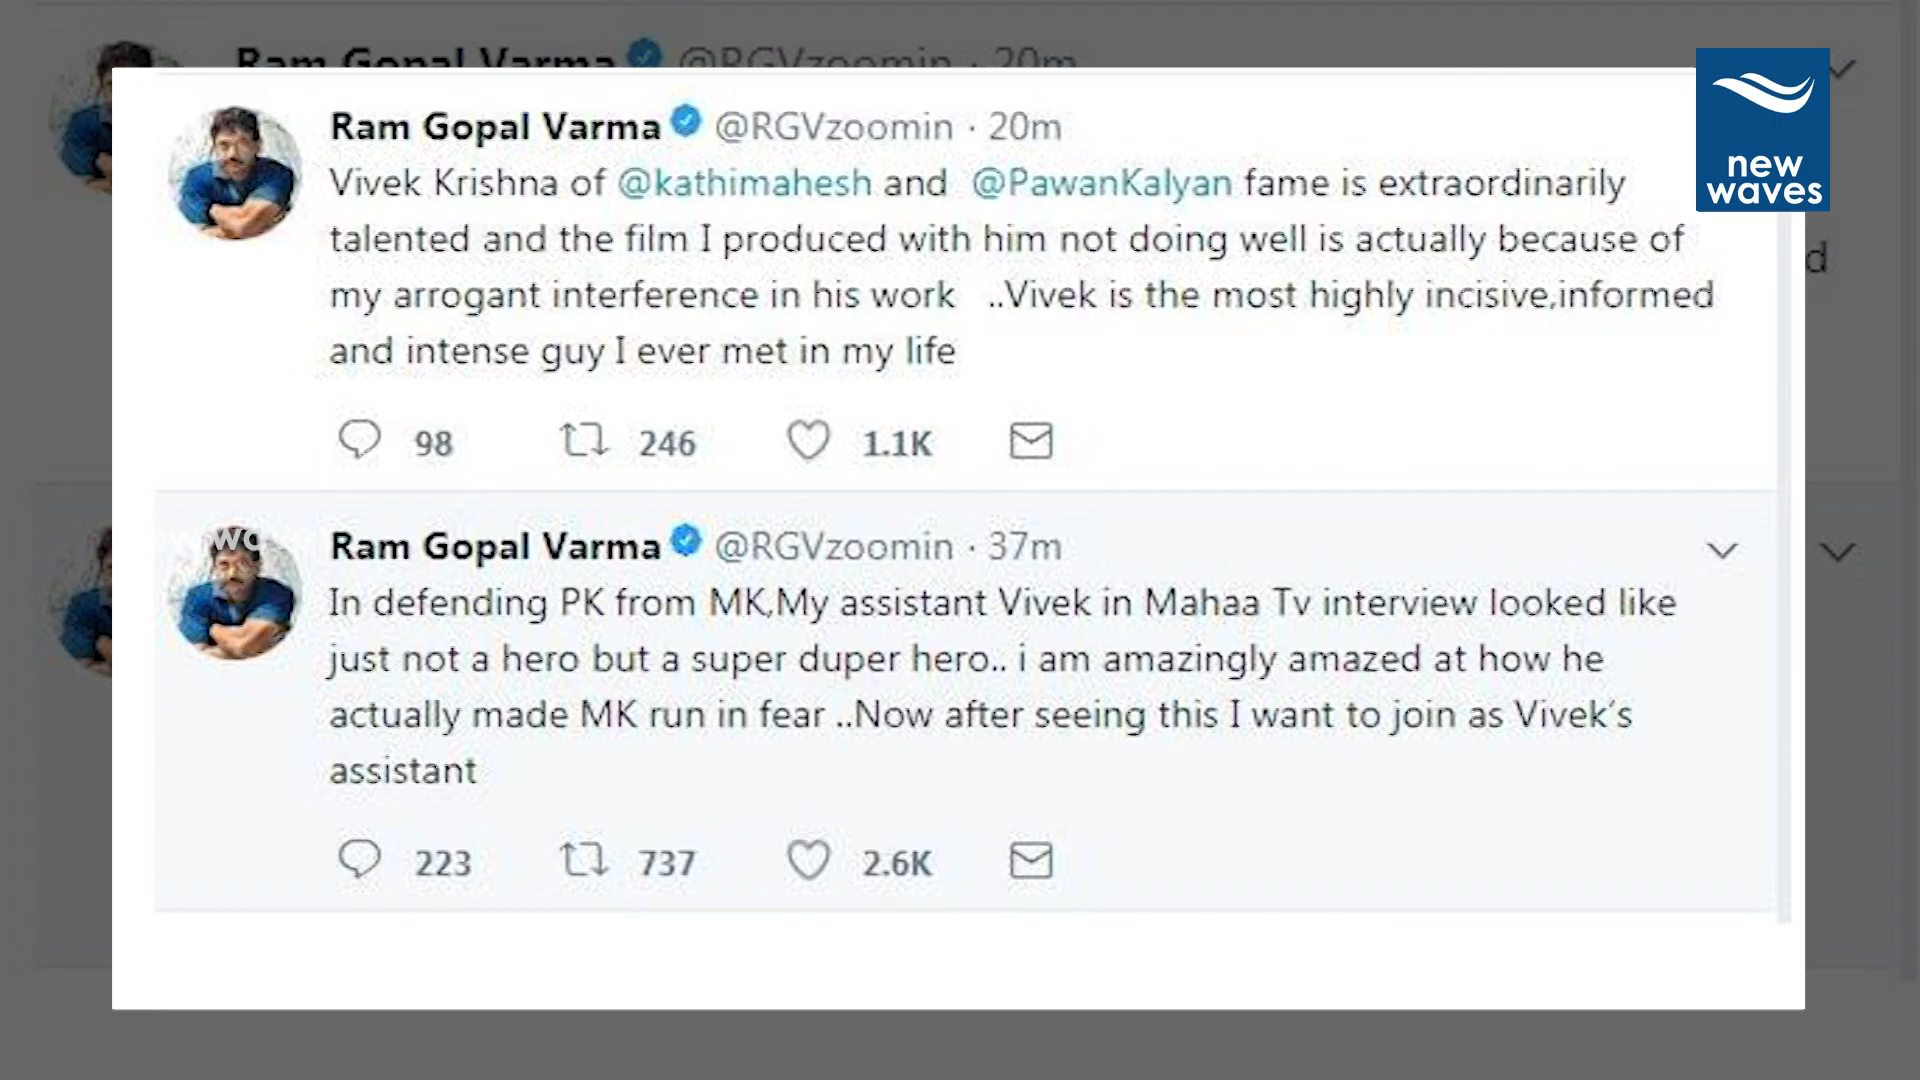 Ram Gopal Varma @RGVzoomin · 20m
Ram Gopal Varma @RGVzoomin · 20m
Vivek Krishna of @kathimahesh and @PawanKalyan fame is extraordinarily
talented and the film I produced with him not doing well is actually because of
my arrogant interference in his work ..Vivek is the most highly incisive,informed
and intense guy I ever met in my life
98 246 1.1K
Ram Gopal Varma @RGVzoomin · 37m
In defending PK from MK,My assistant Vivek in Mahaa Tv interview looked like
just not a hero but a super duper hero.. i am amazingly amazed at how he
actually made MK run in fear ..Now after seeing this I want to join as Vivek's
assistant
223 737 2.6K
new
waves